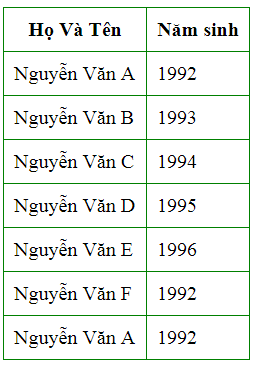 Họ Và Tên Năm sinh
Nguyễn Văn A 1992
Nguyễn Văn B 1993
Nguyễn Văn C 1994
Nguyễn Văn D 1995
Nguyễn Văn E 1996
Nguyễn Văn F 1992
Nguyễn Văn A 1992